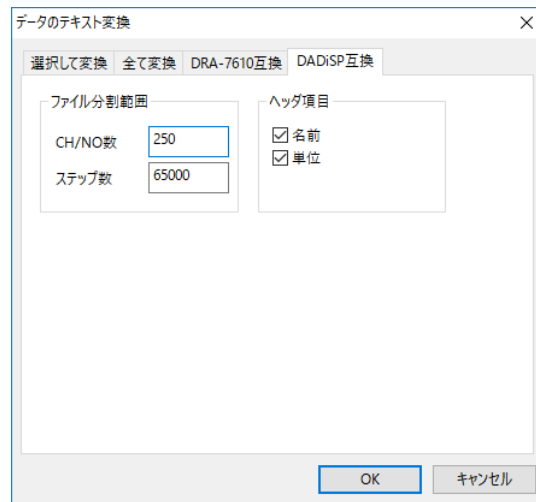 データのテキスト変換
選択して変換 全て変換 DRA-7610互換 DADiSP互換
ファイル分割範囲
CH/NO数 250
ステップ数 65000
ヘッダ項目
名前
単位
OK キャンセル